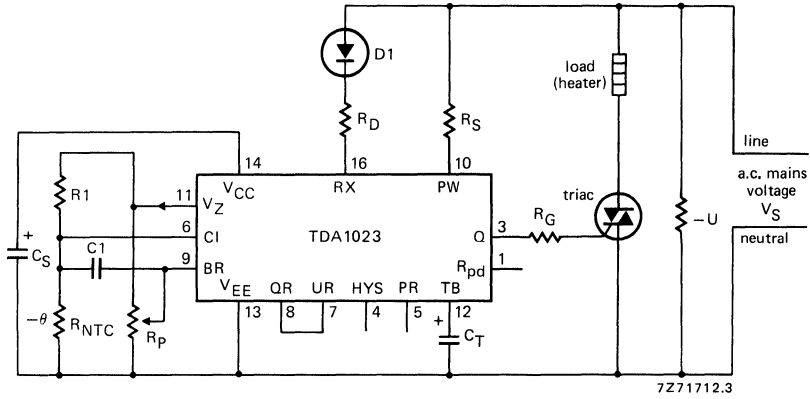 D1
load
(heater)
R_D
R_S
line
14
16
10
a.c. mains
voltage
V_S
neutral
R1
11
V_CC
RX
PW
triac
V_Z
6
CI
TDA1023
Q
3
R_G
-U
+
C_S
C1
9
BR
R_pd
1
V_EE
QR
UR
HYS
PR
TB
-θ
R_NTC
R_P
13
8
7
4
5
12
+
C_T
7Z71712.3